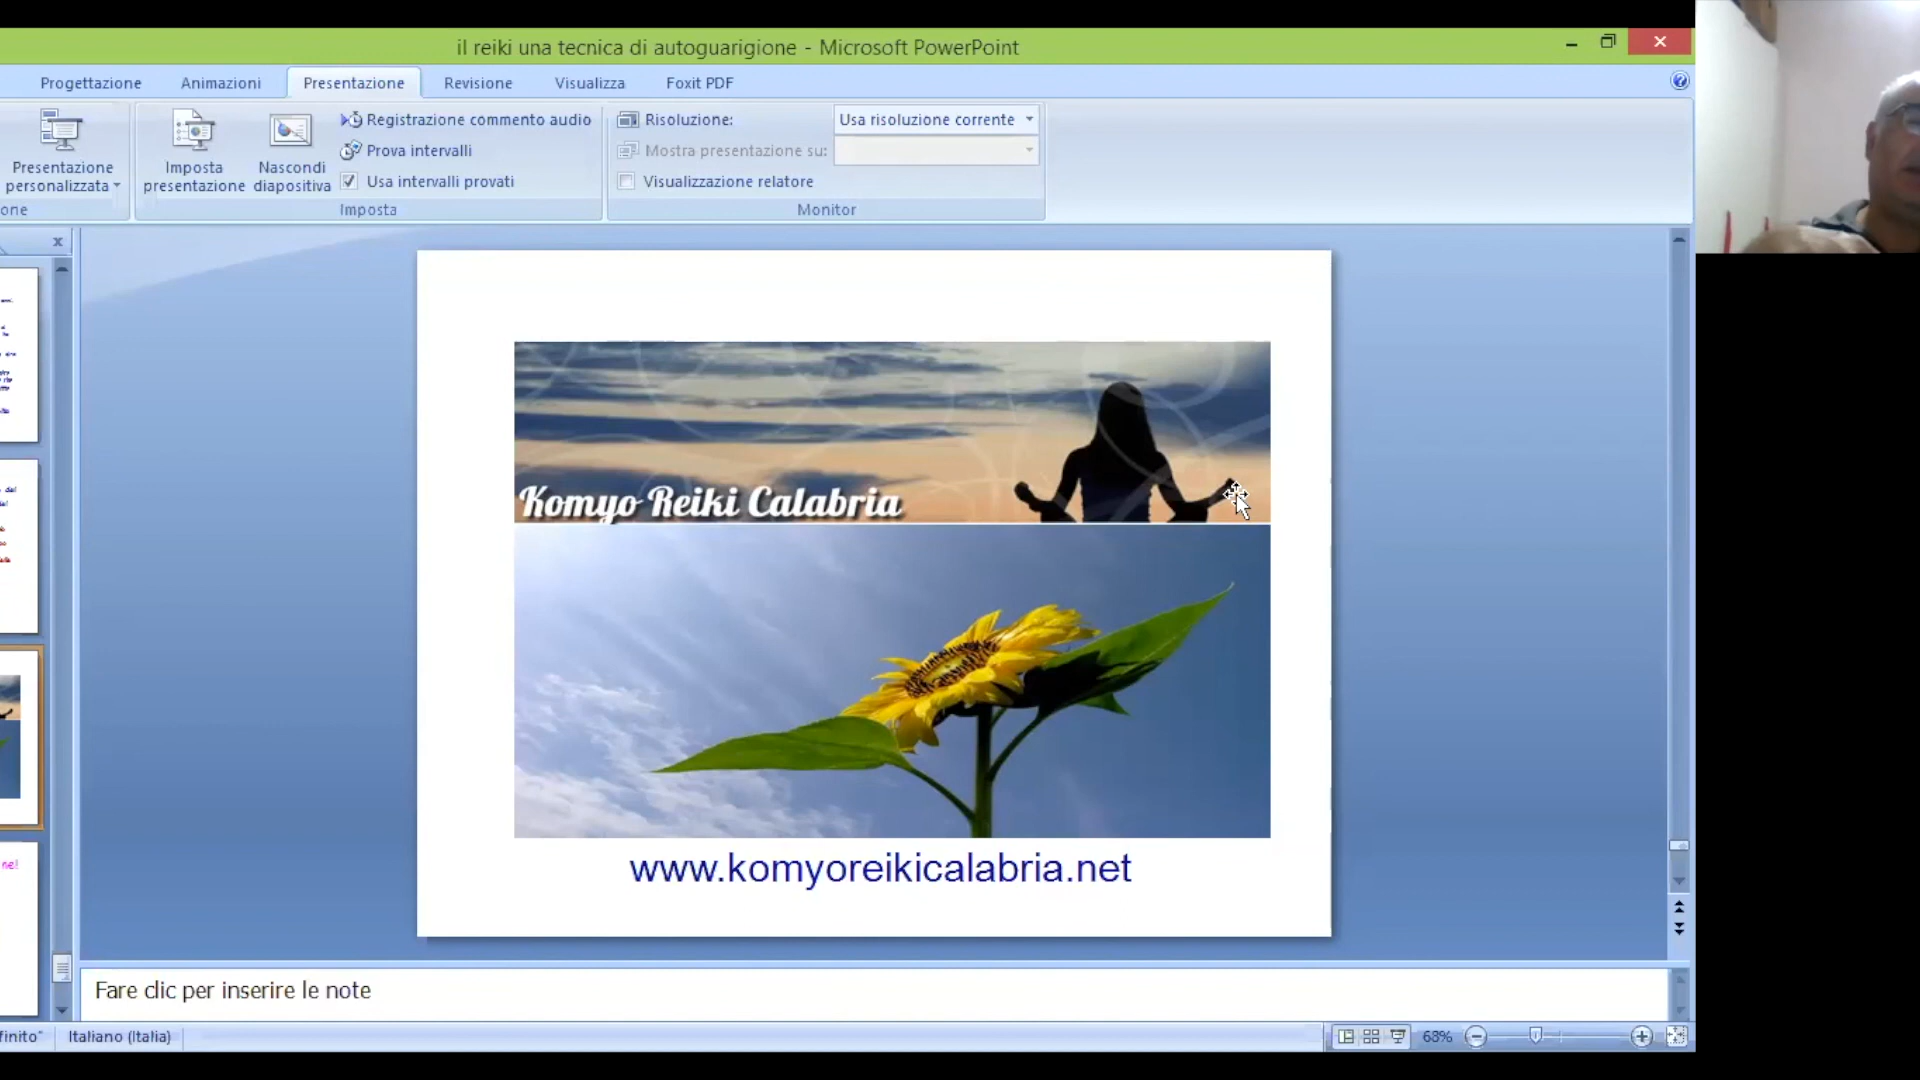 il reiki una tecnica di autoguarigione - Microsoft PowerPoint
Progettazione
Animazioni
Presentazione
Revisione
Visualizza
Foxit PDF
Presentazione
personalizzata
Imposta
presentazione
Nascondi
diapositiva
Registrazione commento audio
Prova intervalli
Usa intervalli provati
Imposta
Risoluzione:
Usa risoluzione corrente
Mostra presentazione su:
Visualizzazione relatore
Monitor
Komyo Reiki Calabria
www.komyoreikicalabria.net
Fare clic per inserire le note
Italiano (Italia)
68%